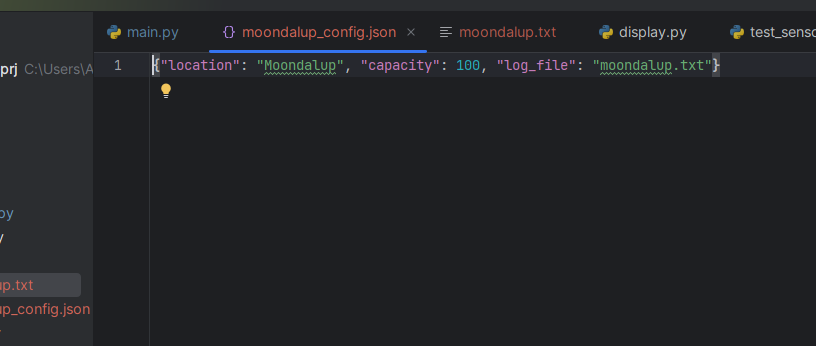 main.py moondalup_config.json moondalup.txt display.py
prj C:\Users\
1 {"location": "Moondalup", "capacity": 100, "log_file": "moondalup.txt"}
py
up.txt
up_config.json